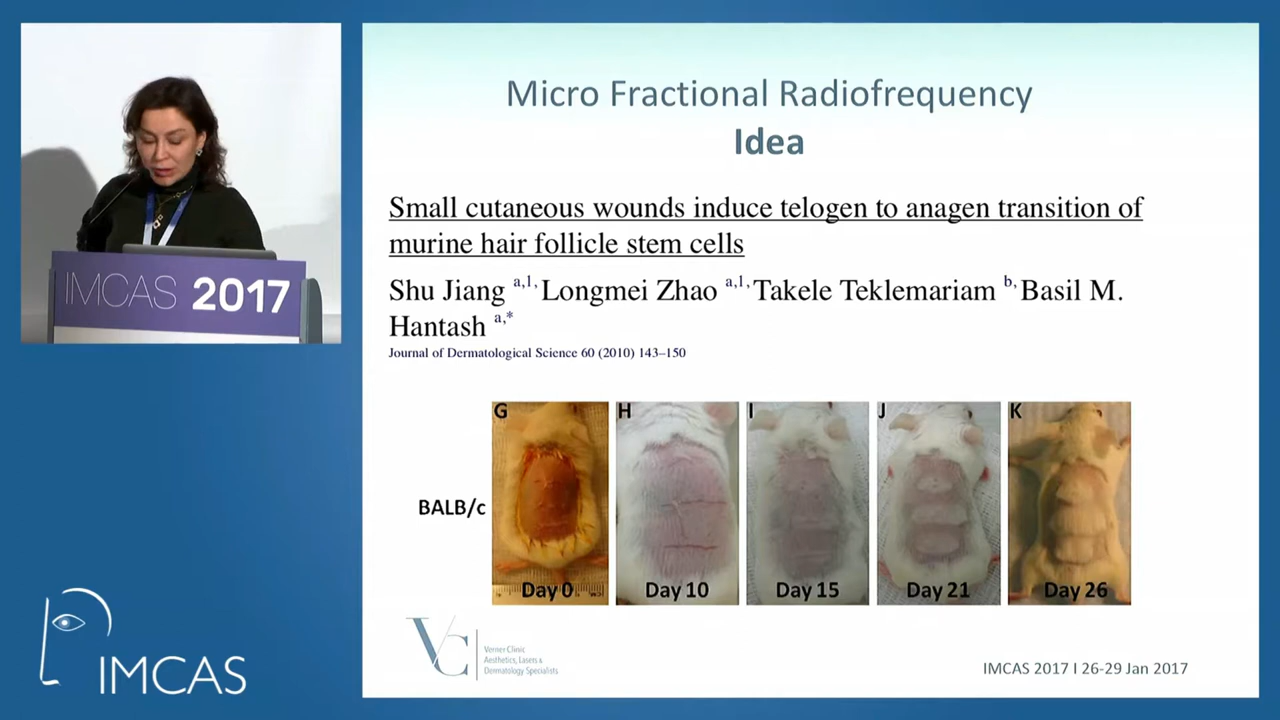 Micro Fractional Radiofrequency
Idea
Small cutaneous wounds induce telogen to anagen transition of
murine hair follicle stem cells
Shu Jiang a,1, Longmei Zhao a,1, Takele Teklemariam b, Basil M.
Hantash a,*
Journal of Dermatological Science 60 (2010) 143–150
IMCAS 2017
G H I J K
BALB/c
Day 0 Day 10 Day 15 Day 21 Day 26
VC
Verner Clinic
Aesthetics, Lasers &
Dermatology Specialists
IMCAS 2017 I 26-29 Jan 2017
IMCAS